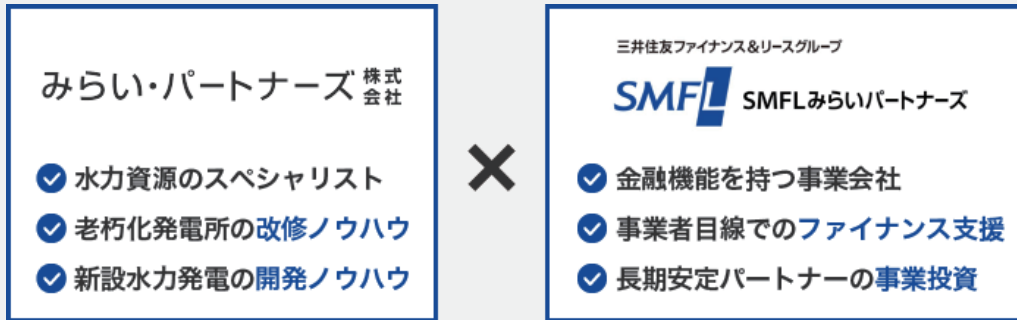 みらい・パートナーズ株式会社
水力資源のスペシャリスト
老朽化発電所の改修ノウハウ
新設水力発電の開発ノウハウ
×
三井住友ファイナンス&リースグループ
SMFL SMFLみらいパートナーズ
金融機能を持つ事業会社
事業者目線でのファイナンス支援
長期安定パートナーの事業投資